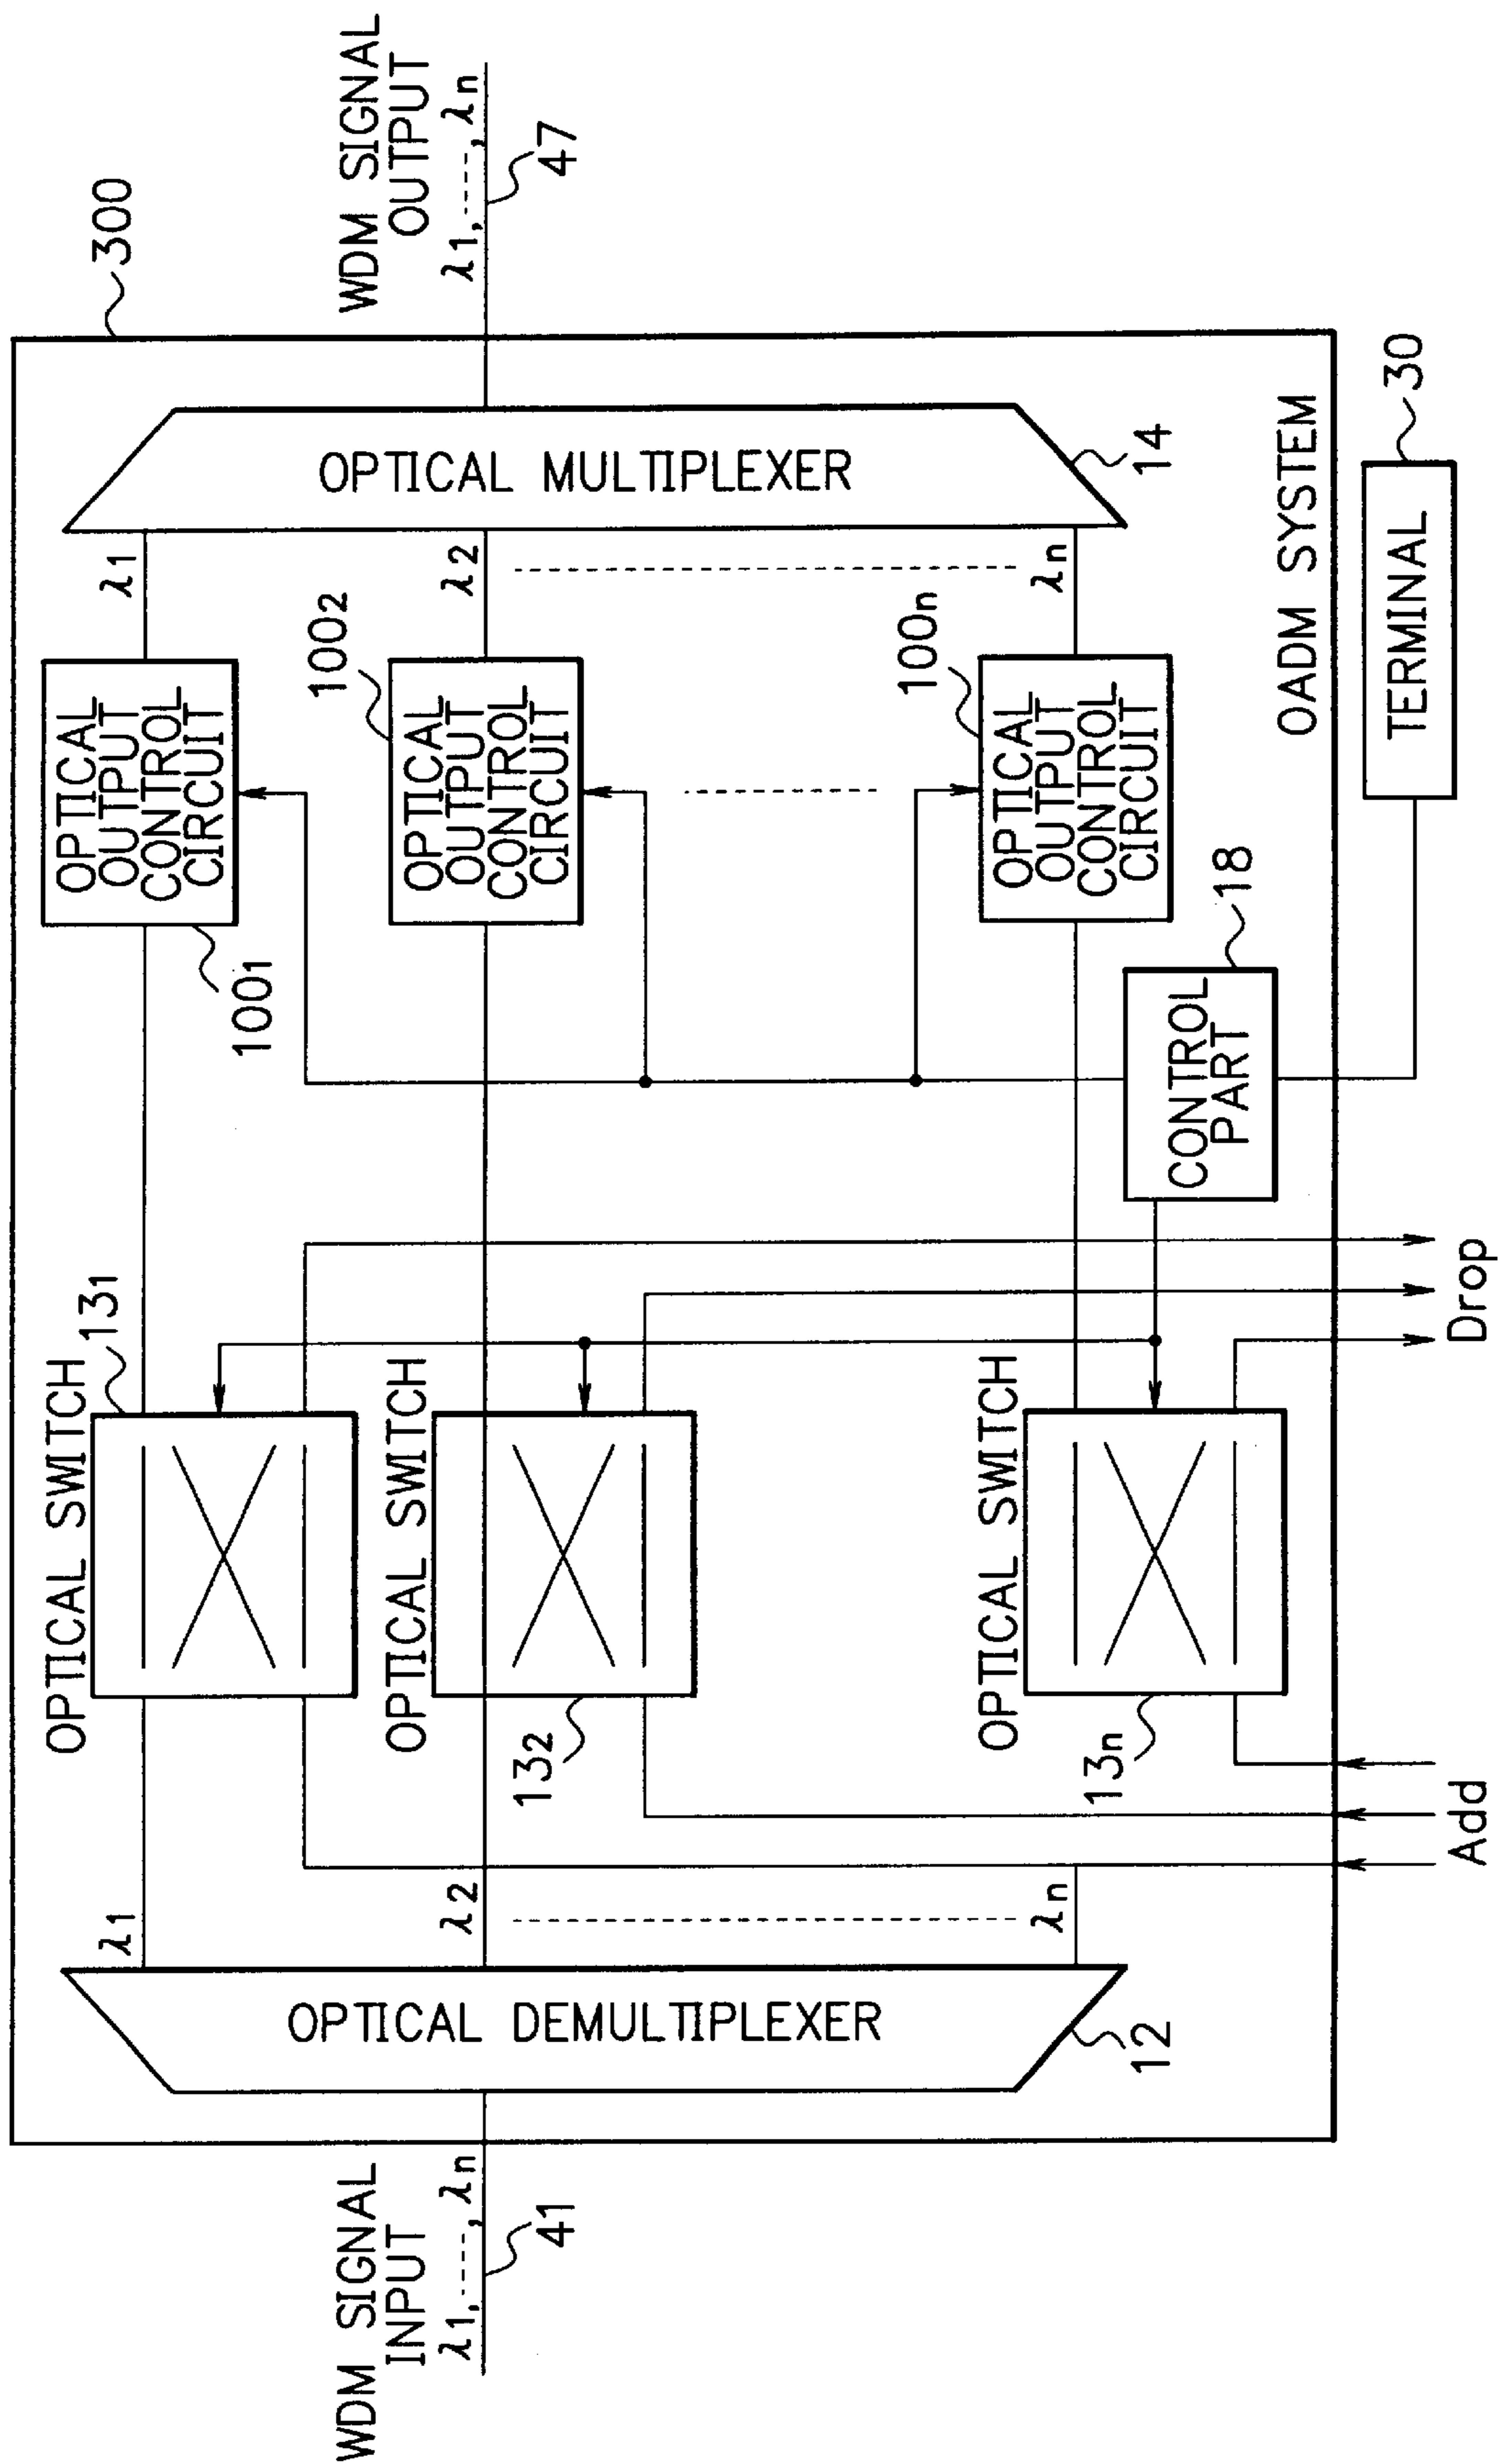 300
WDM SIGNAL
INPUT
λ1, -----, λn
41
OPTICAL DEMULTIPLEXER
12
λ1
λ2
λn
OPTICAL SWITCH
131
OPTICAL SWITCH
132
OPTICAL SWITCH
13n
Add
Drop
CONTROL
PART
18
OPTICAL
OUTPUT
CONTROL
CIRCUIT
1001
OPTICAL
OUTPUT
CONTROL
CIRCUIT
1002
OPTICAL
OUTPUT
CONTROL
CIRCUIT
100n
λ1
λ2
λn
OPTICAL MULTIPLEXER
14
WDM SIGNAL
OUTPUT
λ1, -----, λn
47
OADM SYSTEM
TERMINAL
30